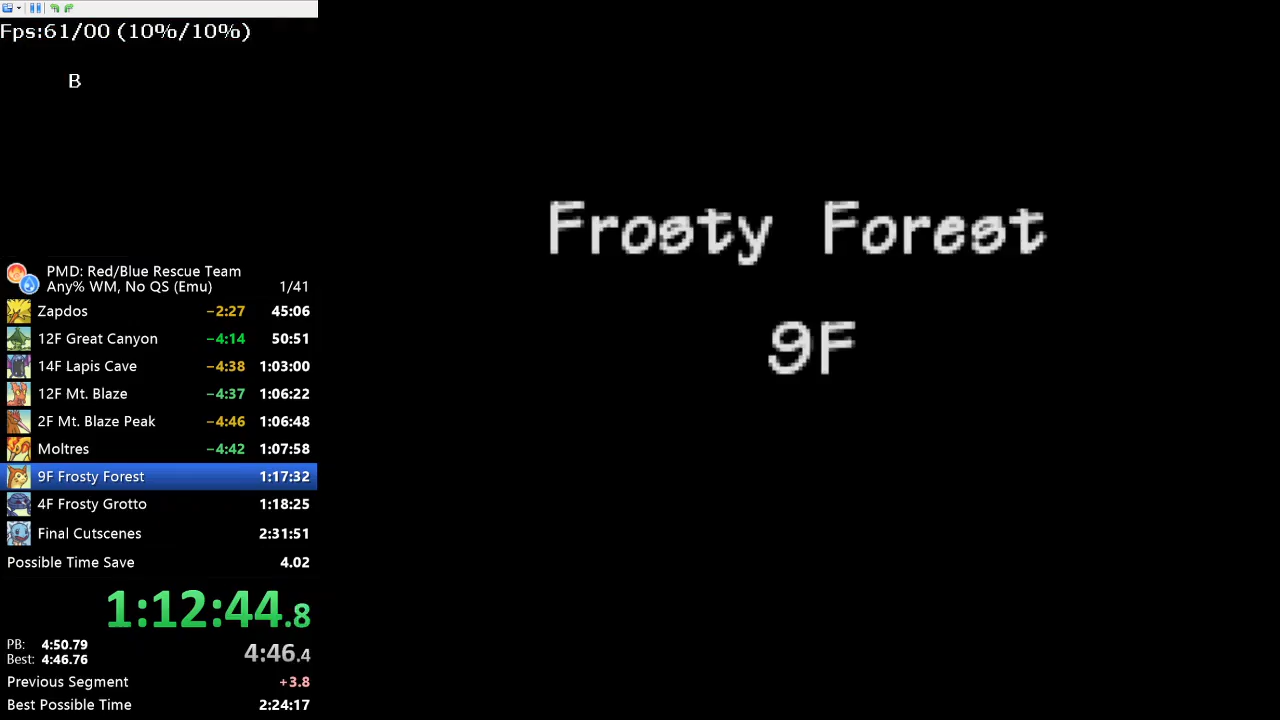 Fps:61/00 (10%/10%)
B
Frosty Forest
9F
PMD: Red/Blue Rescue Team
Any% WM, No QS (Emu) 1/41
Zapdos −2:27 45:06
12F Great Canyon −4:14 50:51
14F Lapis Cave −4:38 1:03:00
12F Mt. Blaze −4:37 1:06:22
2F Mt. Blaze Peak −4:46 1:06:48
Moltres −4:42 1:07:58
9F Frosty Forest 1:17:32
4F Frosty Grotto 1:18:25
Final Cutscenes 2:31:51
Possible Time Save 4.02
1:12:44.8
PB: 4:50.79
Best: 4:46.76
4:46.4
Previous Segment +3.8
Best Possible Time 2:24:17